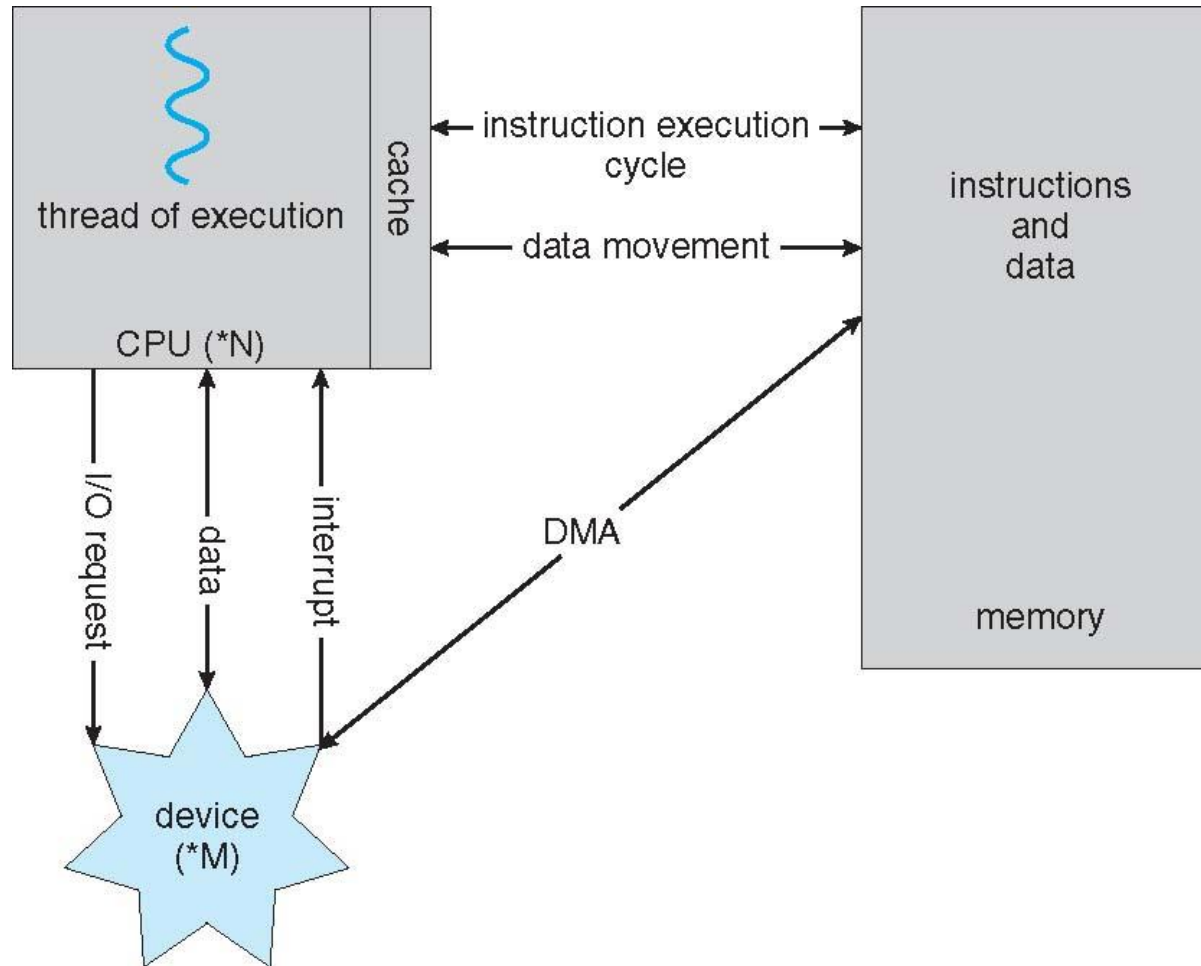 thread of execution
cache
CPU (*N)
instruction execution
cycle
data movement
instructions
and
data
memory
I/O request
data
interrupt
DMA
device
(*M)